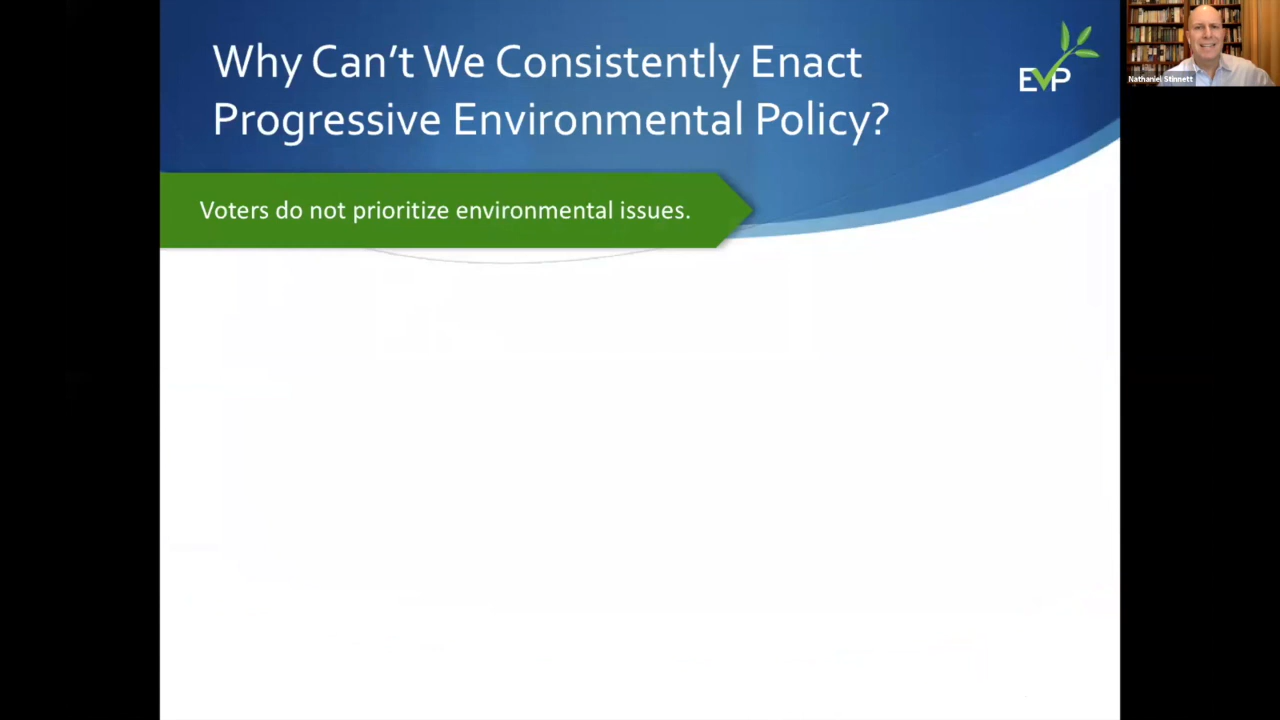 Why Can't We Consistently Enact
Progressive Environmental Policy?
EVP
Nathaniel Stinnett
Voters do not prioritize environmental issues.